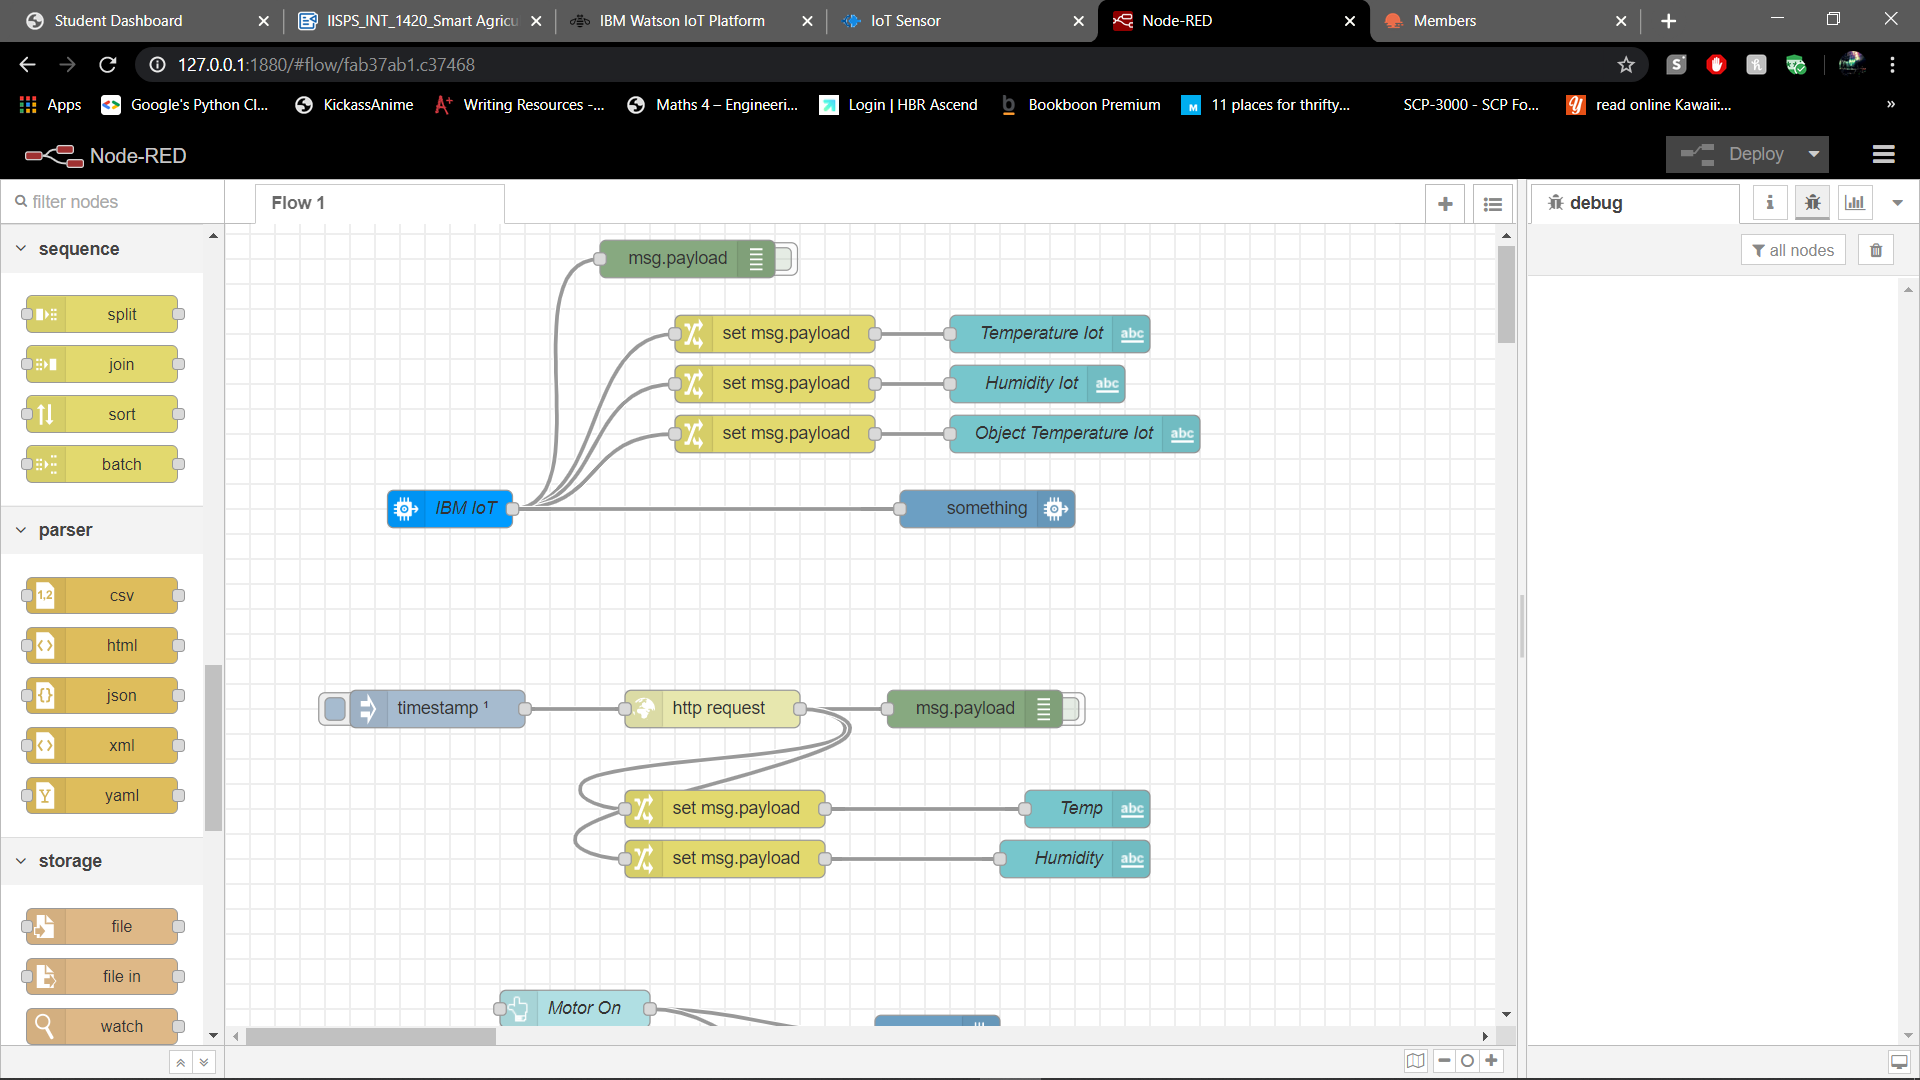 Student Dashboard
IISPS_INT_1420_Smart Agricu
IBM Watson IoT Platform
IoT Sensor
Node-RED
Members
127.0.0.1:1880/#flow/fab37ab1.c37468
Apps
Google's Python Cl...
KickassAnime
Writing Resources -...
Maths 4 – Engineeri...
Login | HBR Ascend
Bookboon Premium
11 places for thrifty...
SCP-3000 - SCP Fo...
read online Kawaii:...
»
Node-RED
Deploy
filter nodes
Flow 1
debug
all nodes
sequence
split
join
sort
batch
parser
csv
html
json
xml
yaml
storage
file
file in
watch
msg.payload
set msg.payload
Temperature Iot
abc
set msg.payload
Humidity Iot
abc
set msg.payload
Object Temperature Iot
abc
IBM IoT
something
timestamp ¹
http request
msg.payload
set msg.payload
Temp
abc
set msg.payload
Humidity
abc
Motor On